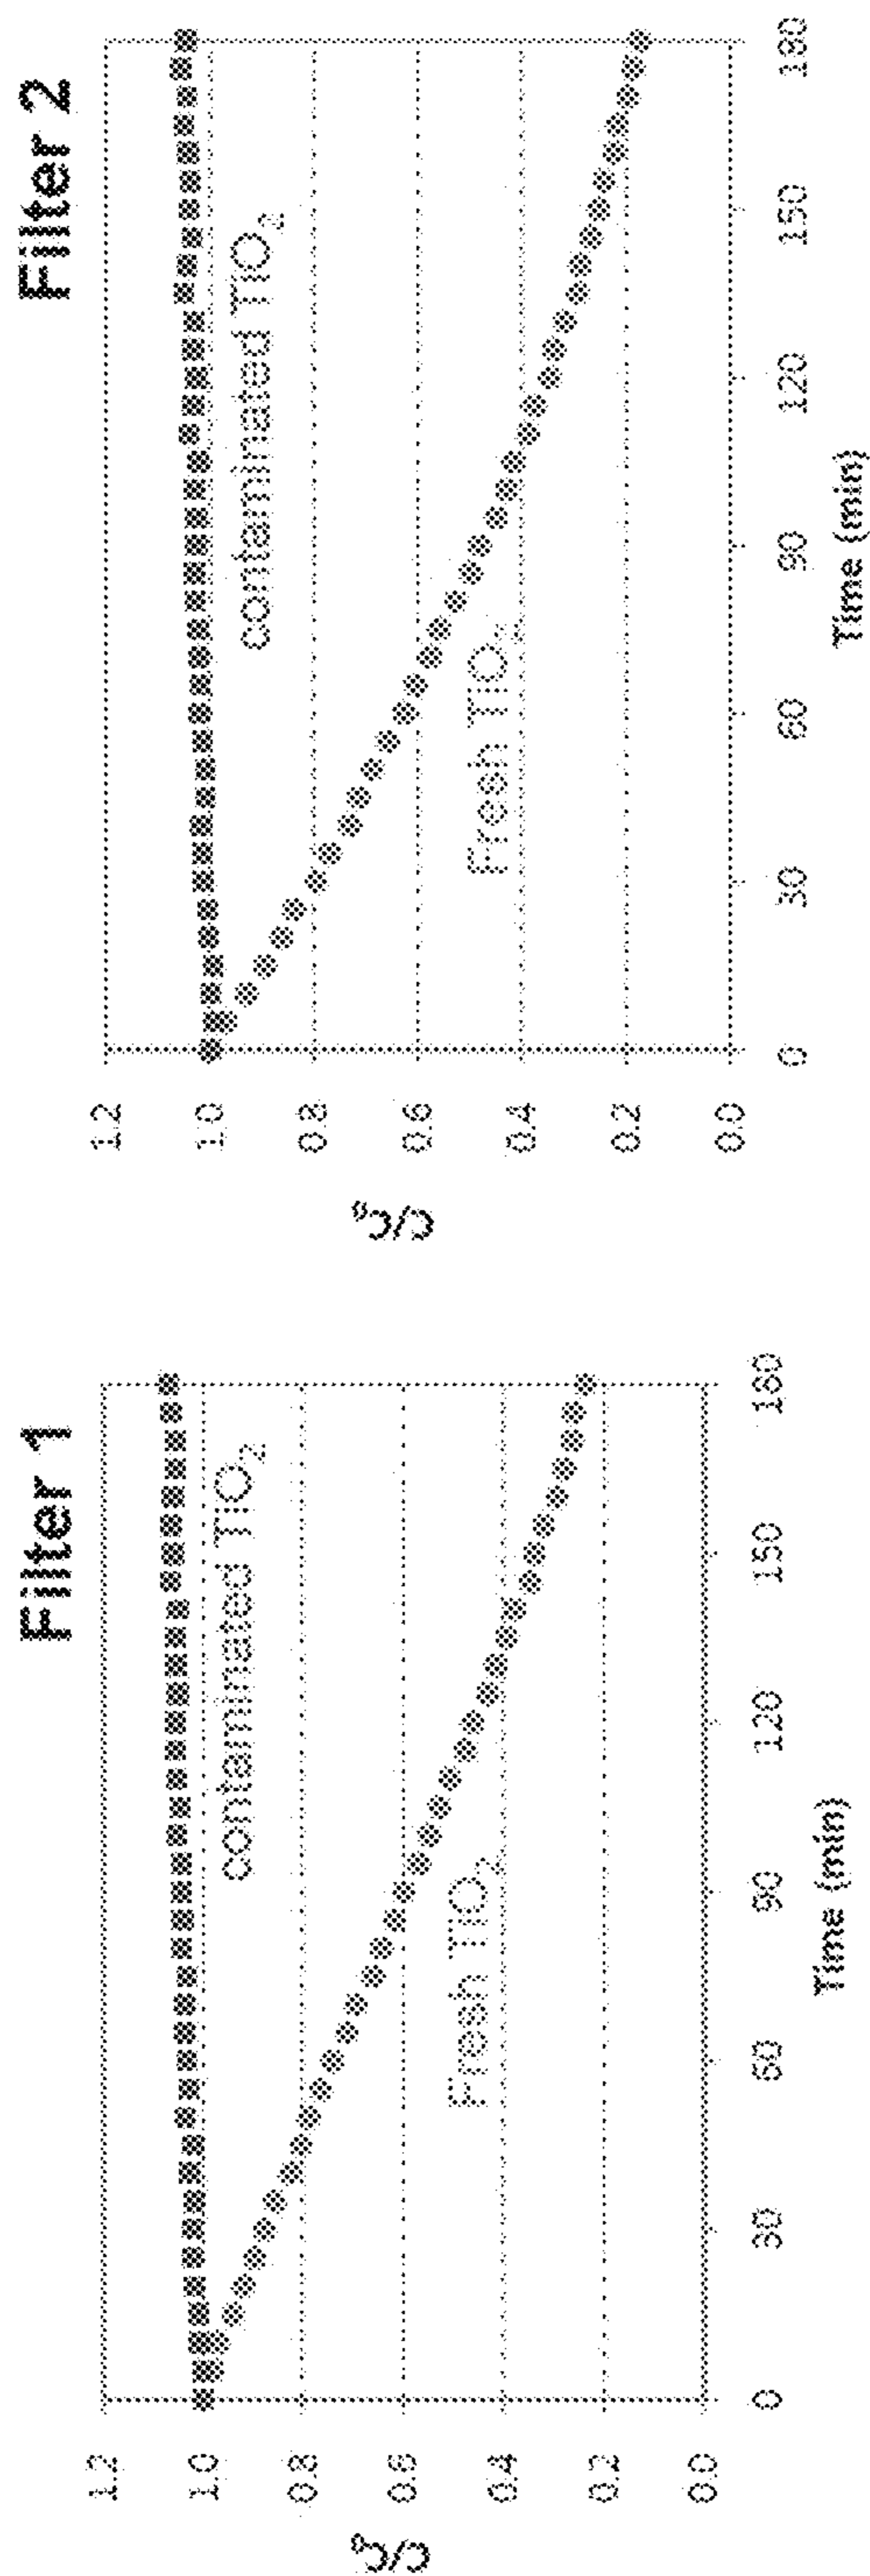 Filter 1
C/C₀
1.2
1.0
0.8
0.6
0.4
0.2
0.0
contaminated TiO₂
Fresh TiO₂
0 30 60 90 120 150 180
Time (min)
Filter 2
C/C₀
1.2
1.0
0.8
0.6
0.4
0.2
0.0
contaminated TiO₂
Fresh TiO₂
0 30 60 90 120 150 180
Time (min)